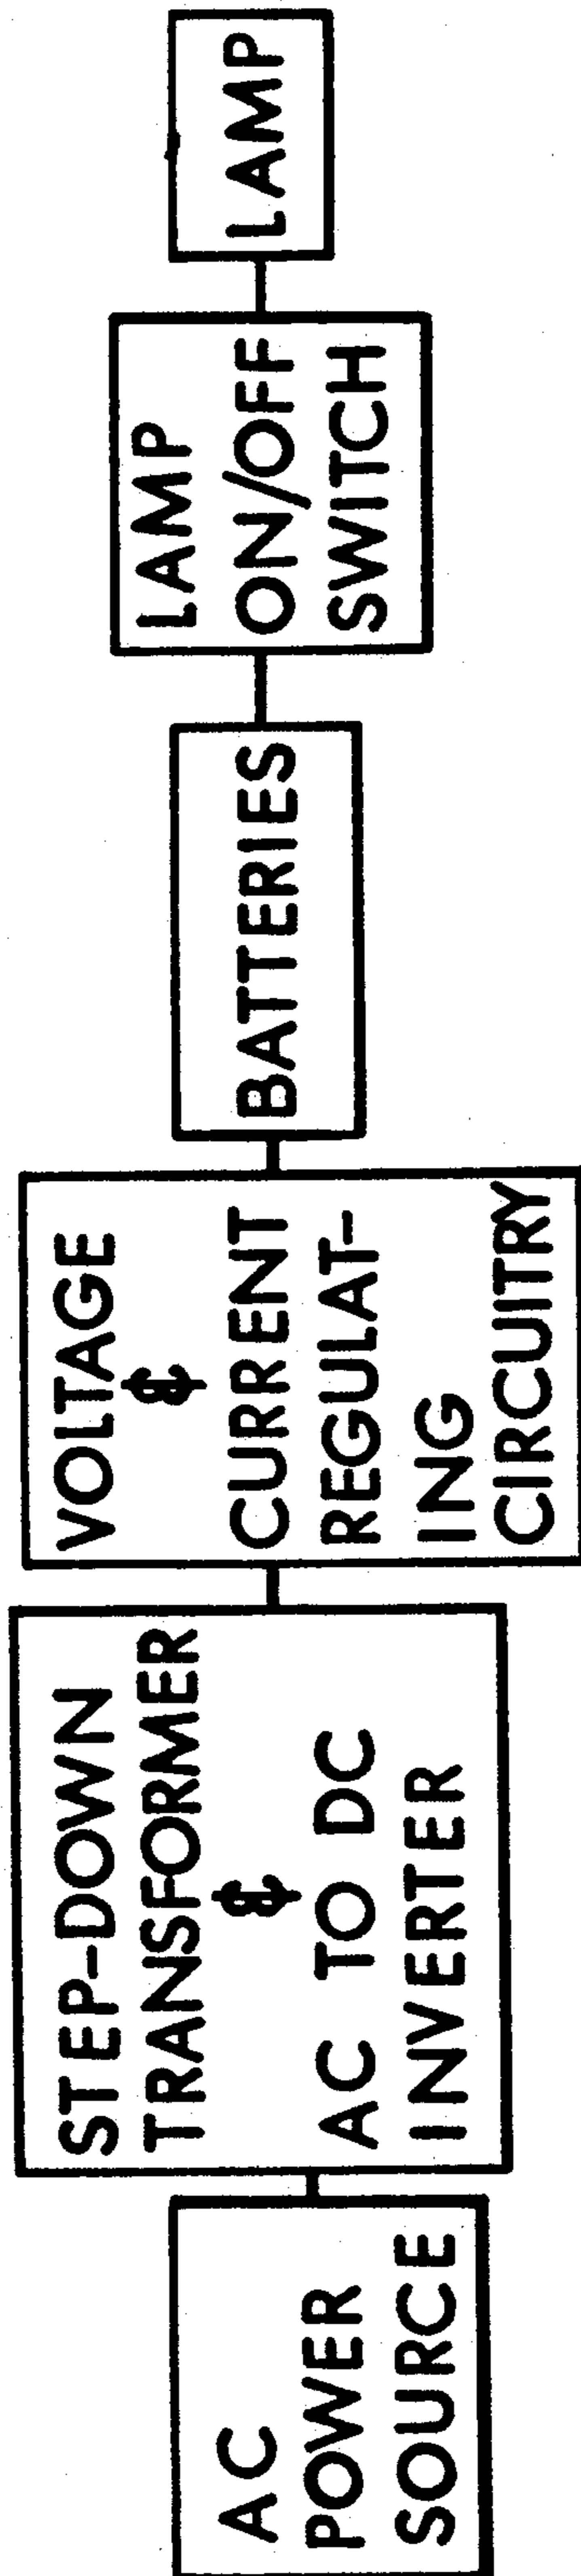 AC
POWER
SOURCE
STEP-DOWN
TRANSFORMER
&
AC TO DC
INVERTER
VOLTAGE
&
CURRENT
REGULAT-
ING
CIRCUITRY
BATTERIES
LAMP
ON/OFF
SWITCH
LAMP